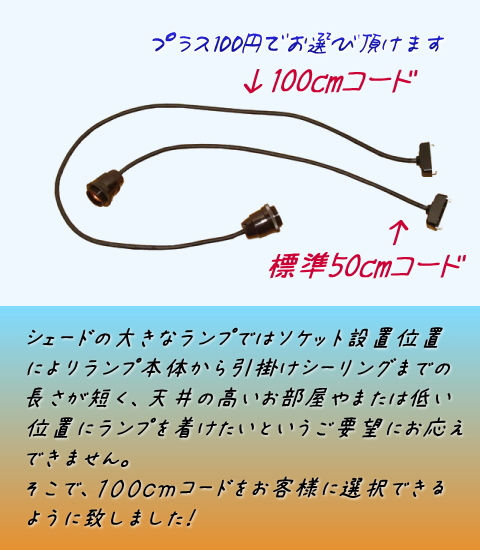 プラス100円でお選び頂けます
↓100cmコード
↑
標準50cmコード
シェードの大きなランプではソケット設置位置
によりランプ本体から引掛けシーリングまでの
長さが短く、天井の高いお部屋やまたは低い
位置にランプを着けたいというご要望にお応え
できません。
そこで、100cmコードをお客様に選択できる
ように致しました!